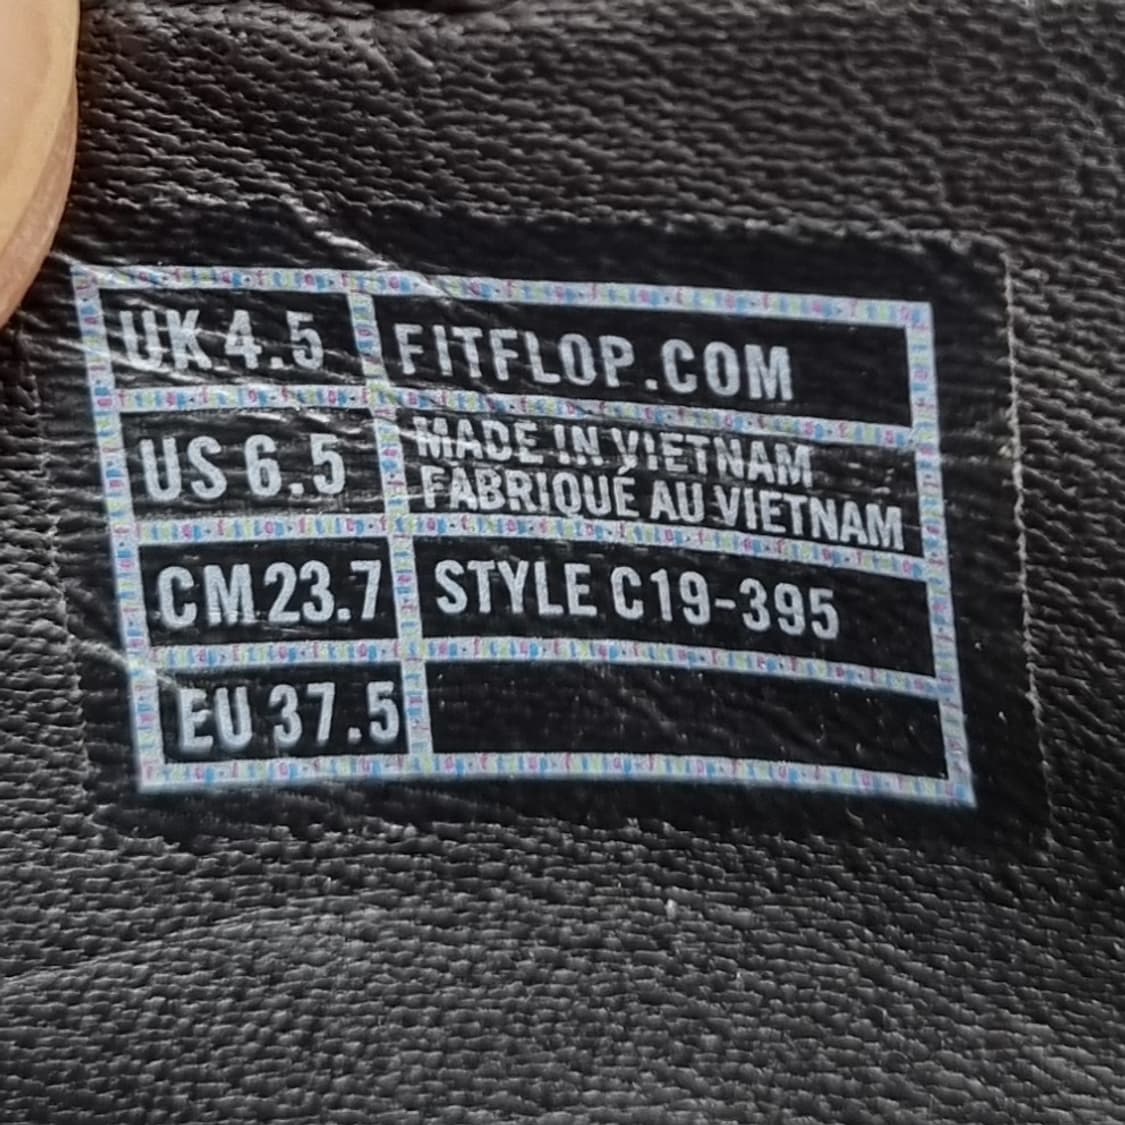 UK 4.5
FITFLOP.COM
US 6.5
MADE IN VIETNAM
FABRIQUÉ AU VIETNAM
CM 23.7
STYLE C19-395
EU 37.5